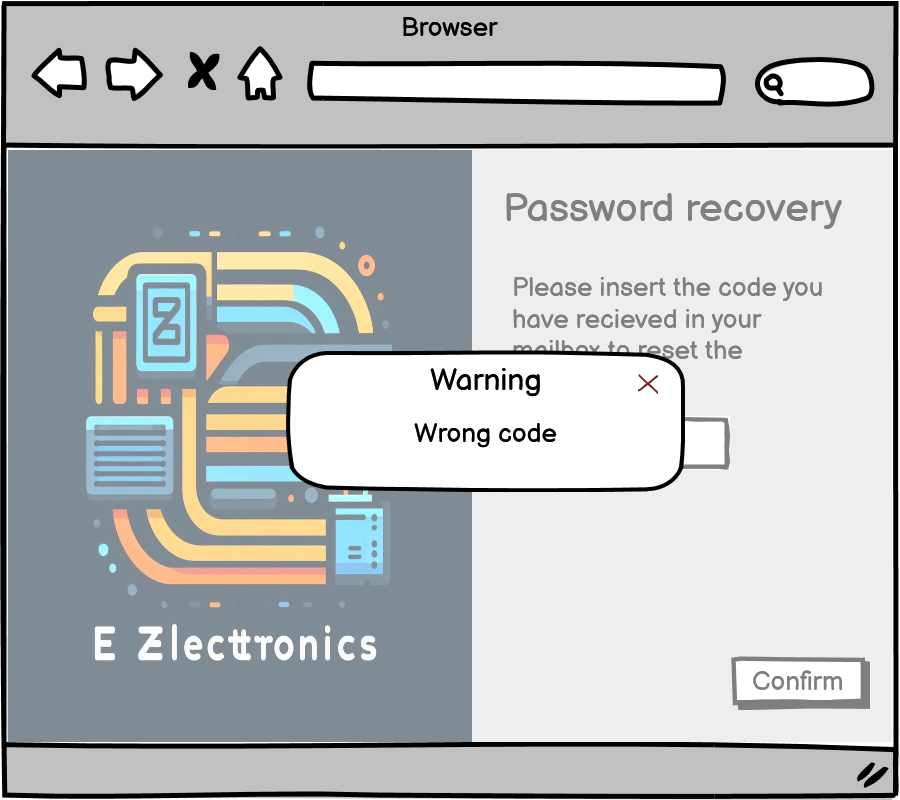 Browser
Password recovery
Please insert the code you
have recieved in your
mailbox to reset the
Warning
Wrong code
E Zlecttronics
Confirm